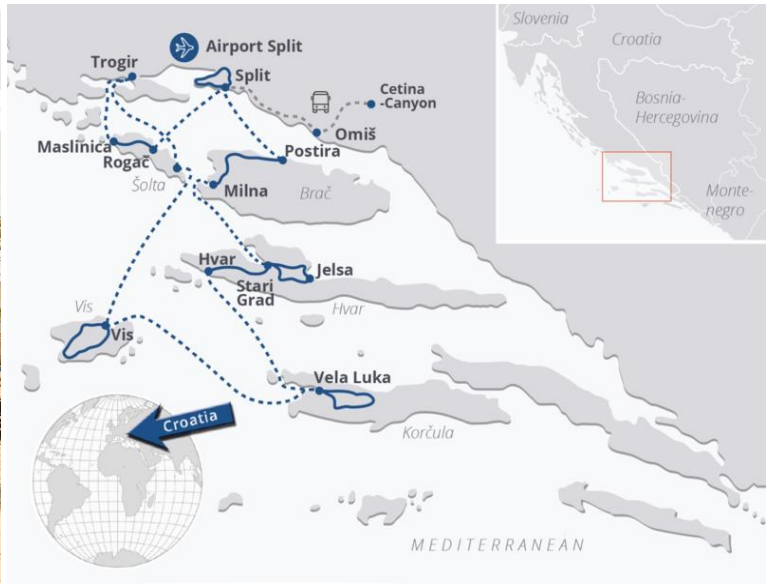 Slovenia
Croatia
Bosnia-
Hercegovina
Monte-
negro
Airport Split
Trogir
Split
Cetina
-Canyon
Omiš
Maslinica
Rogač
Postira
Šolta
Milna
Brač
Hvar
Stari
Grad
Jelsa
Hvar
Vis
Vis
Vela Luka
Korčula
Croatia
MEDITERRANEAN